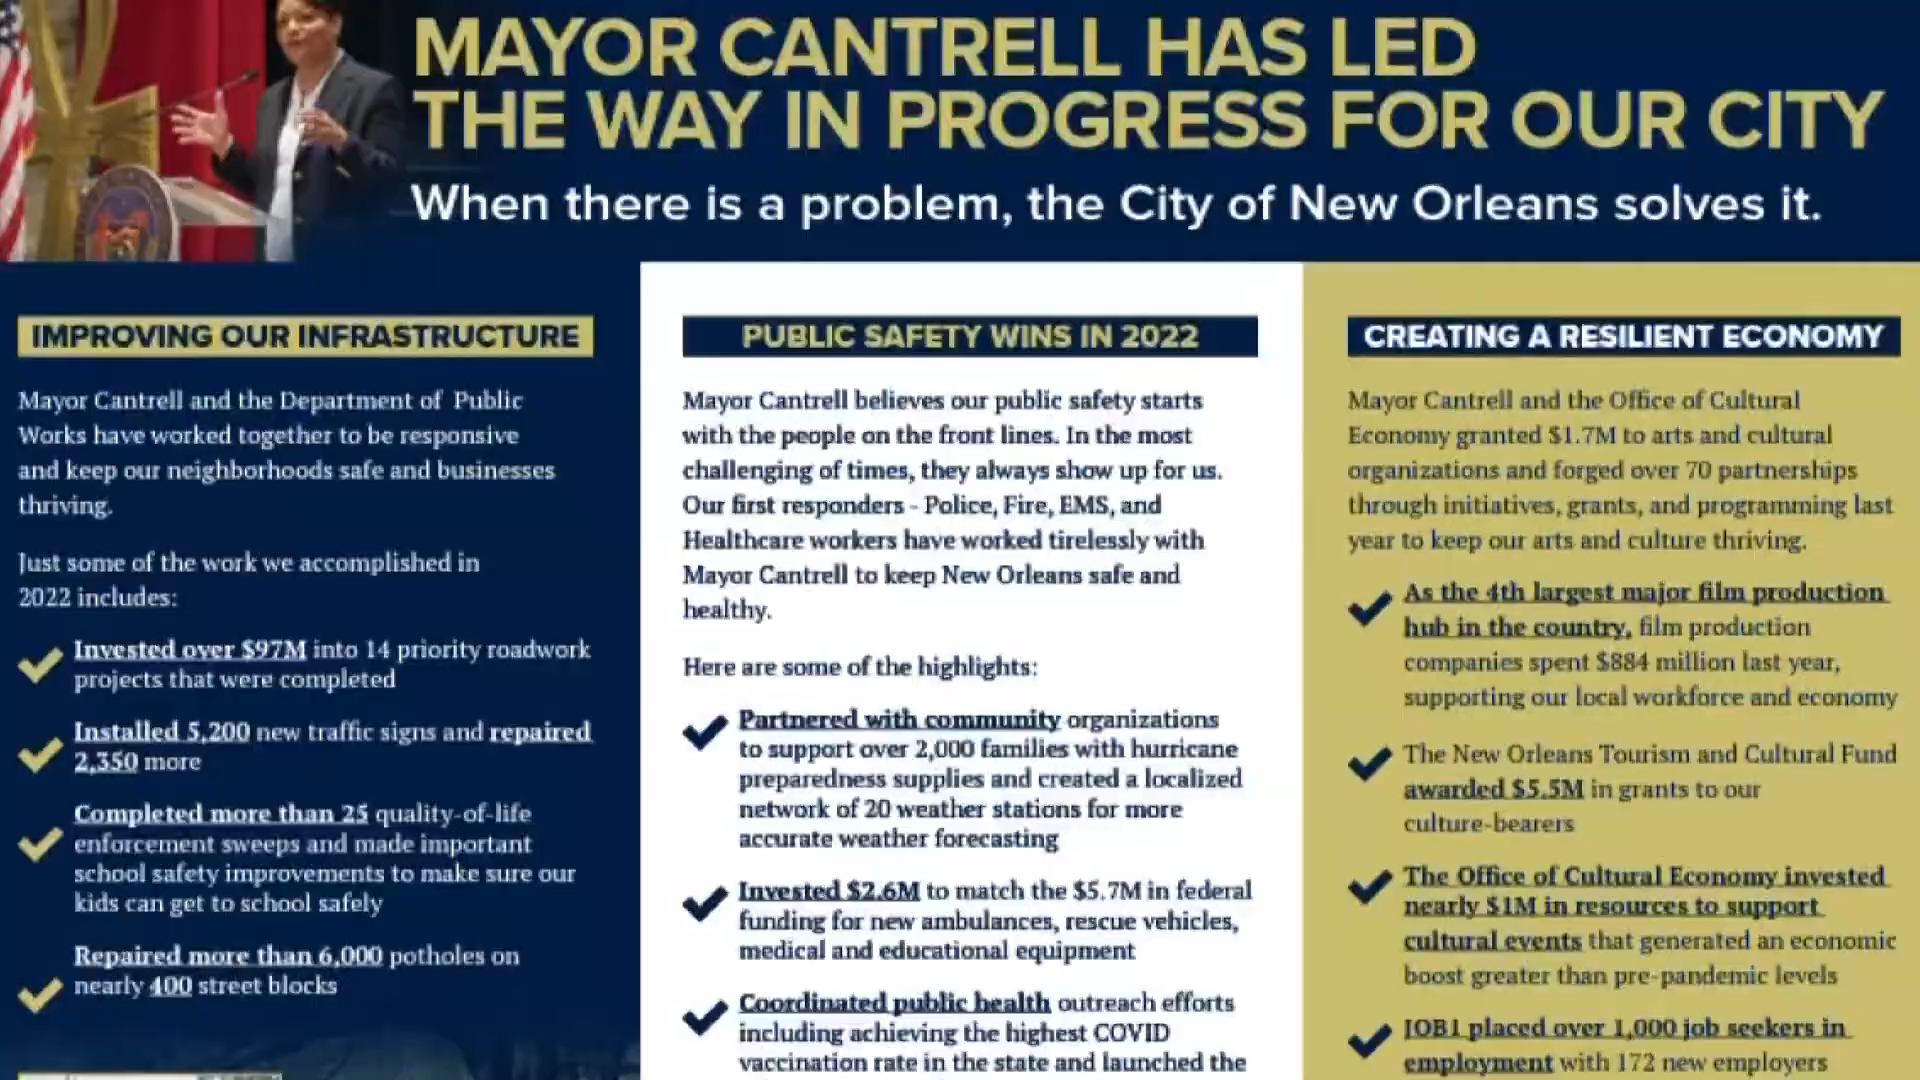 MAYOR CANTRELL HAS LED
THE WAY IN PROGRESS FOR OUR CITY
When there is a problem, the City of New Orleans solves it.
IMPROVING OUR INFRASTRUCTURE
Mayor Cantrell and the Department of Public
Works have worked together to be responsive
and keep our neighborhoods safe and businesses
thriving.
Just some of the work we accomplished in
2022 includes:
Invested over $97M into 14 priority roadwork
projects that were completed
Installed 5,200 new traffic signs and repaired
2,350 more
Completed more than 25 quality-of-life
enforcement sweeps and made important
school safety improvements to make sure our
kids can get to school safely
Repaired more than 6,000 potholes on
nearly 400 street blocks
PUBLIC SAFETY WINS IN 2022
Mayor Cantrell believes our public safety starts
with the people on the front lines. In the most
challenging of times, they always show up for us.
Our first responders - Police, Fire, EMS, and
Healthcare workers have worked tirelessly with
Mayor Cantrell to keep New Orleans safe and
healthy.
Here are some of the highlights:
Partnered with community organizations
to support over 2,000 families with hurricane
preparedness supplies and created a localized
network of 20 weather stations for more
accurate weather forecasting
Invested $2.6M to match the $5.7M in federal
funding for new ambulances, rescue vehicles,
medical and educational equipment
Coordinated public health outreach efforts
including achieving the highest COVID
vaccination rate in the state and launched the
CREATING A RESILIENT ECONOMY
Mayor Cantrell and the Office of Cultural
Economy granted $1.7M to arts and cultural
organizations and forged over 70 partnerships
through initiatives, grants, and programming last
year to keep our arts and culture thriving.
As the 4th largest major film production
hub in the country, film production
companies spent $884 million last year,
supporting our local workforce and economy
The New Orleans Tourism and Cultural Fund
awarded $5.5M in grants to our
culture-bearers
The Office of Cultural Economy invested
nearly $1M in resources to support
cultural events that generated an economic
boost greater than pre-pandemic levels
JOB1 placed over 1,000 job seekers in
employment with 172 new employers